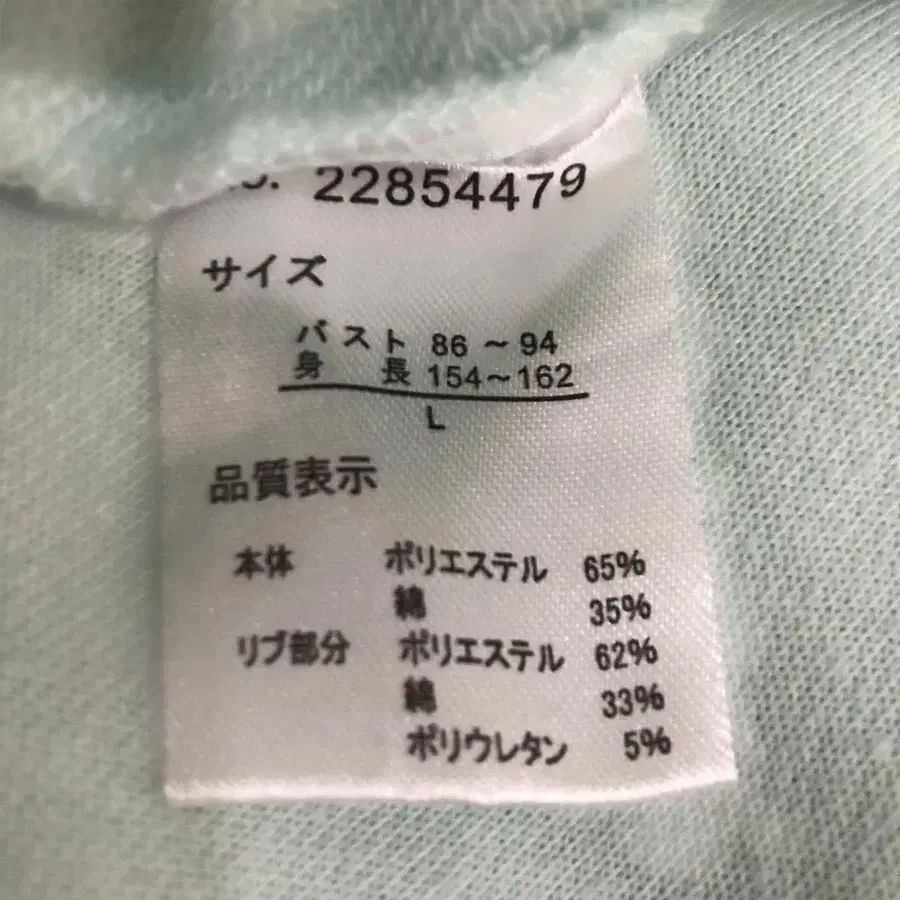 22854479
サイズ
バスト 86 ~ 94
身 長 154~162
L
品質表示
本体 ポリエステル 65%
綿 35%
リブ部分 ポリエステル 62%
綿 33%
ポリウレタン 5%